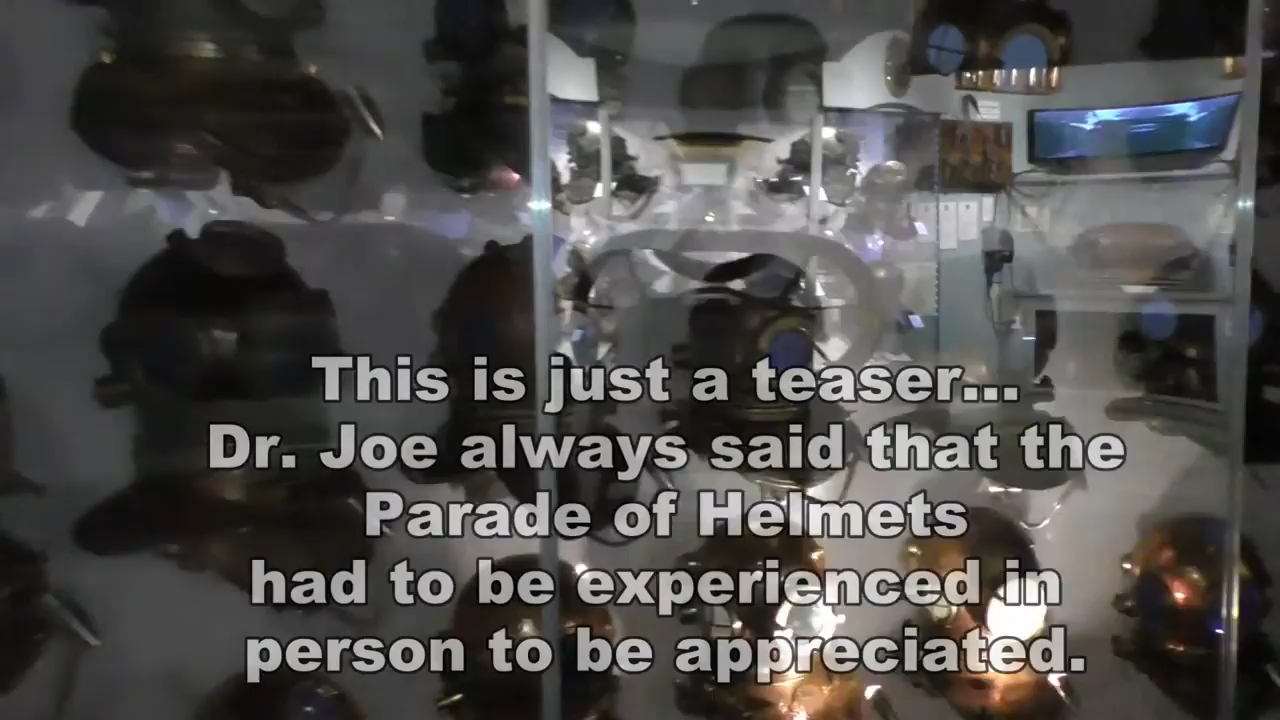 This is just a teaser...
Dr. Joe always said that the
Parade of Helmets
had to be experienced in
person to be appreciated.